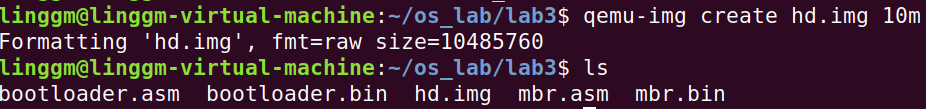 linggm@linggm-virtual-machine:~/os_lab/lab3$ qemu-img create hd.img 10m
Formatting 'hd.img', fmt=raw size=10485760
linggm@linggm-virtual-machine:~/os_lab/lab3$ ls
bootloader.asm  bootloader.bin  hd.img  mbr.asm  mbr.bin